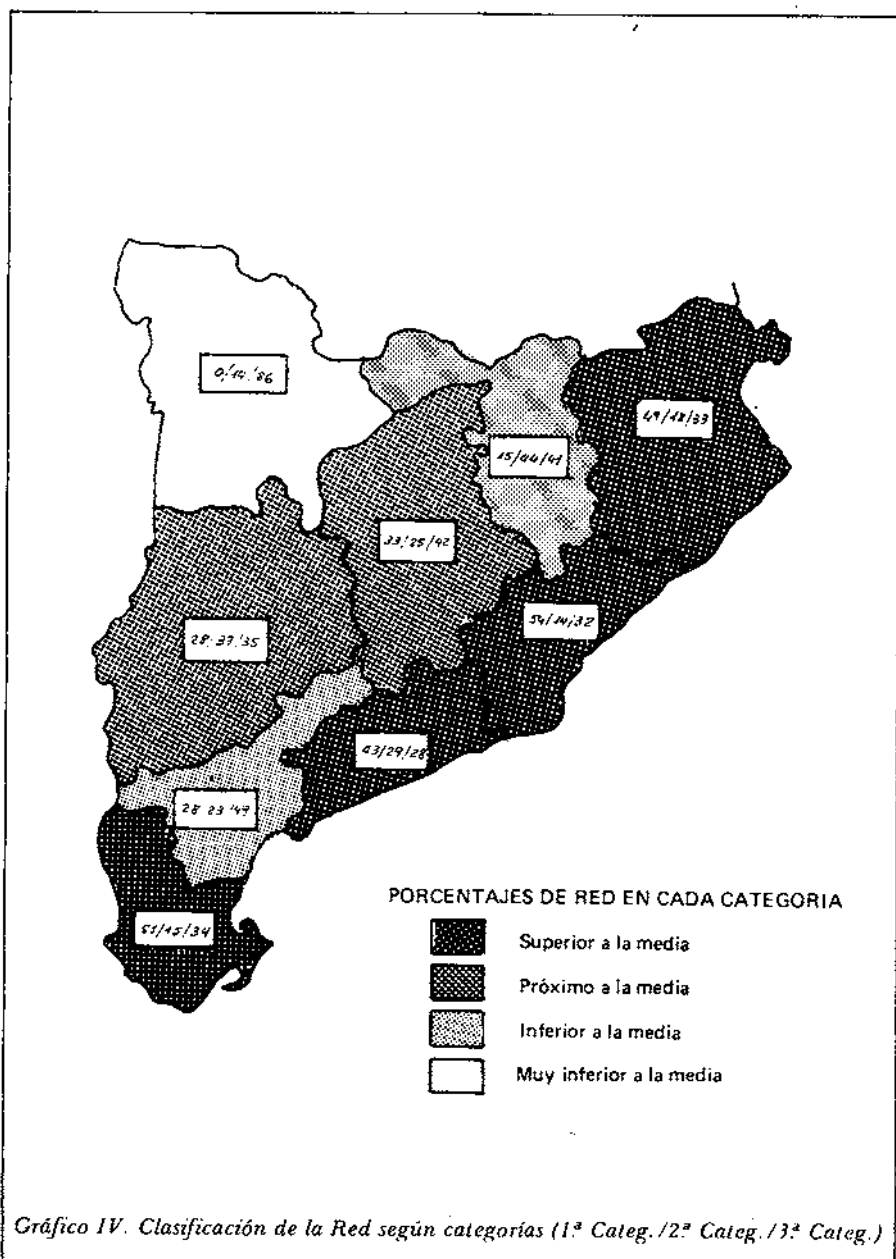 0/14/86
49/18/33
15/44/41
33/25/42
54/14/32
28/37/35
43/29/28
28 23 49
51/15/34
PORCENTAJES DE RED EN CADA CATEGORIA
Superior a la media
Próximo a la media
Inferior a la media
Muy inferior a la media
Gráfico IV. Clasificación de la Red según categorías (1.ª Categ./2.ª Categ./3.ª Categ.)